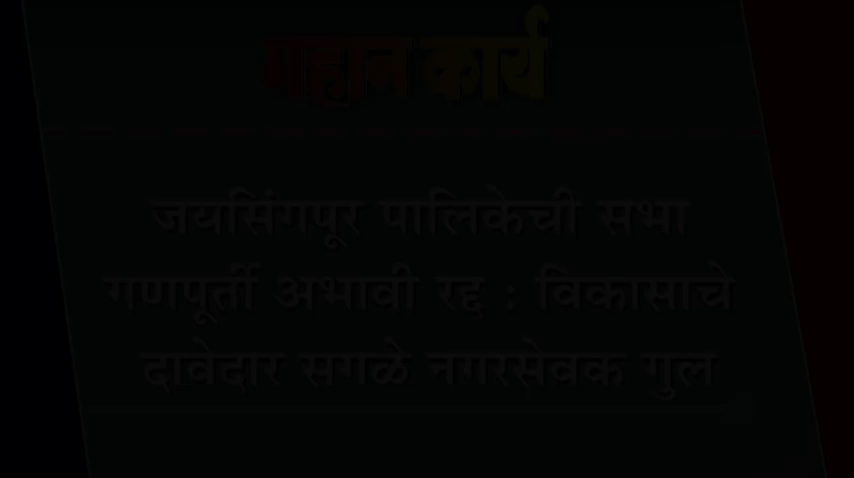 महान कार्य
जयसिंगपूर पालिकेची सभा
गणपूर्ती अभावी रद्द : विकासाचे
दावेदार सगळे नगरसेवक गुल